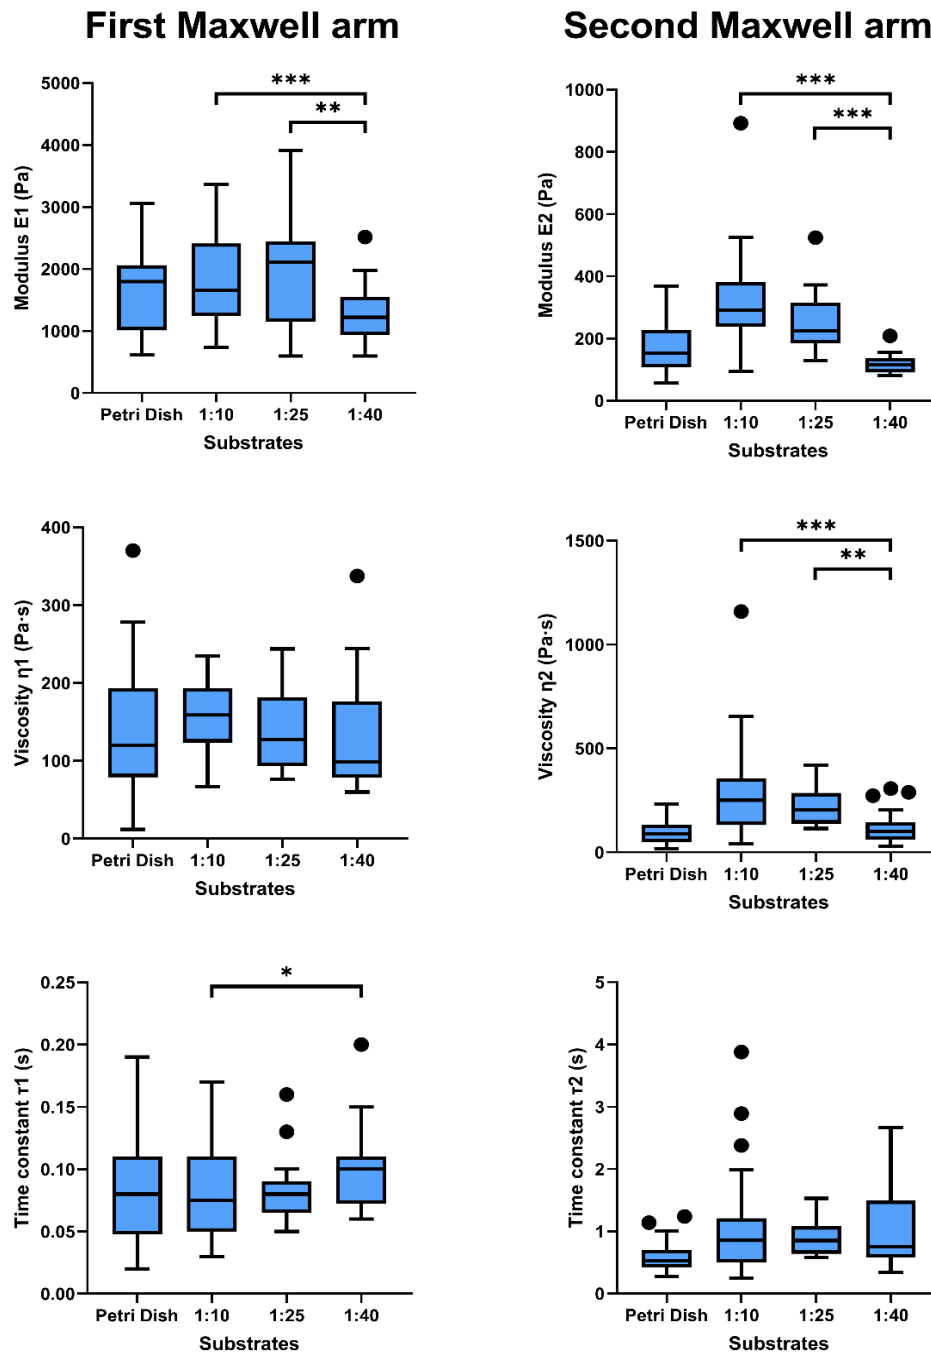 First Maxwell arm
Second Maxwell arm
***
**
5000
4000
3000
2000
1000
0
Modulus E1 (Pa)
Petri Dish 1:10 1:25 1:40
Substrates
***
***
1000
800
600
400
200
0
Modulus E2 (Pa)
Petri Dish 1:10 1:25 1:40
Substrates
400
300
200
100
0
Viscosity η1 (Pa·s)
Petri Dish 1:10 1:25 1:40
Substrates
***
**
1500
1000
500
0
Viscosity η2 (Pa·s)
Petri Dish 1:10 1:25 1:40
Substrates
*
0.25
0.20
0.15
0.10
0.05
0.00
Time constant τ1 (s)
Petri Dish 1:10 1:25 1:40
Substrates
5
4
3
2
1
0
Time constant τ2 (s)
Petri Dish 1:10 1:25 1:40
Substrates